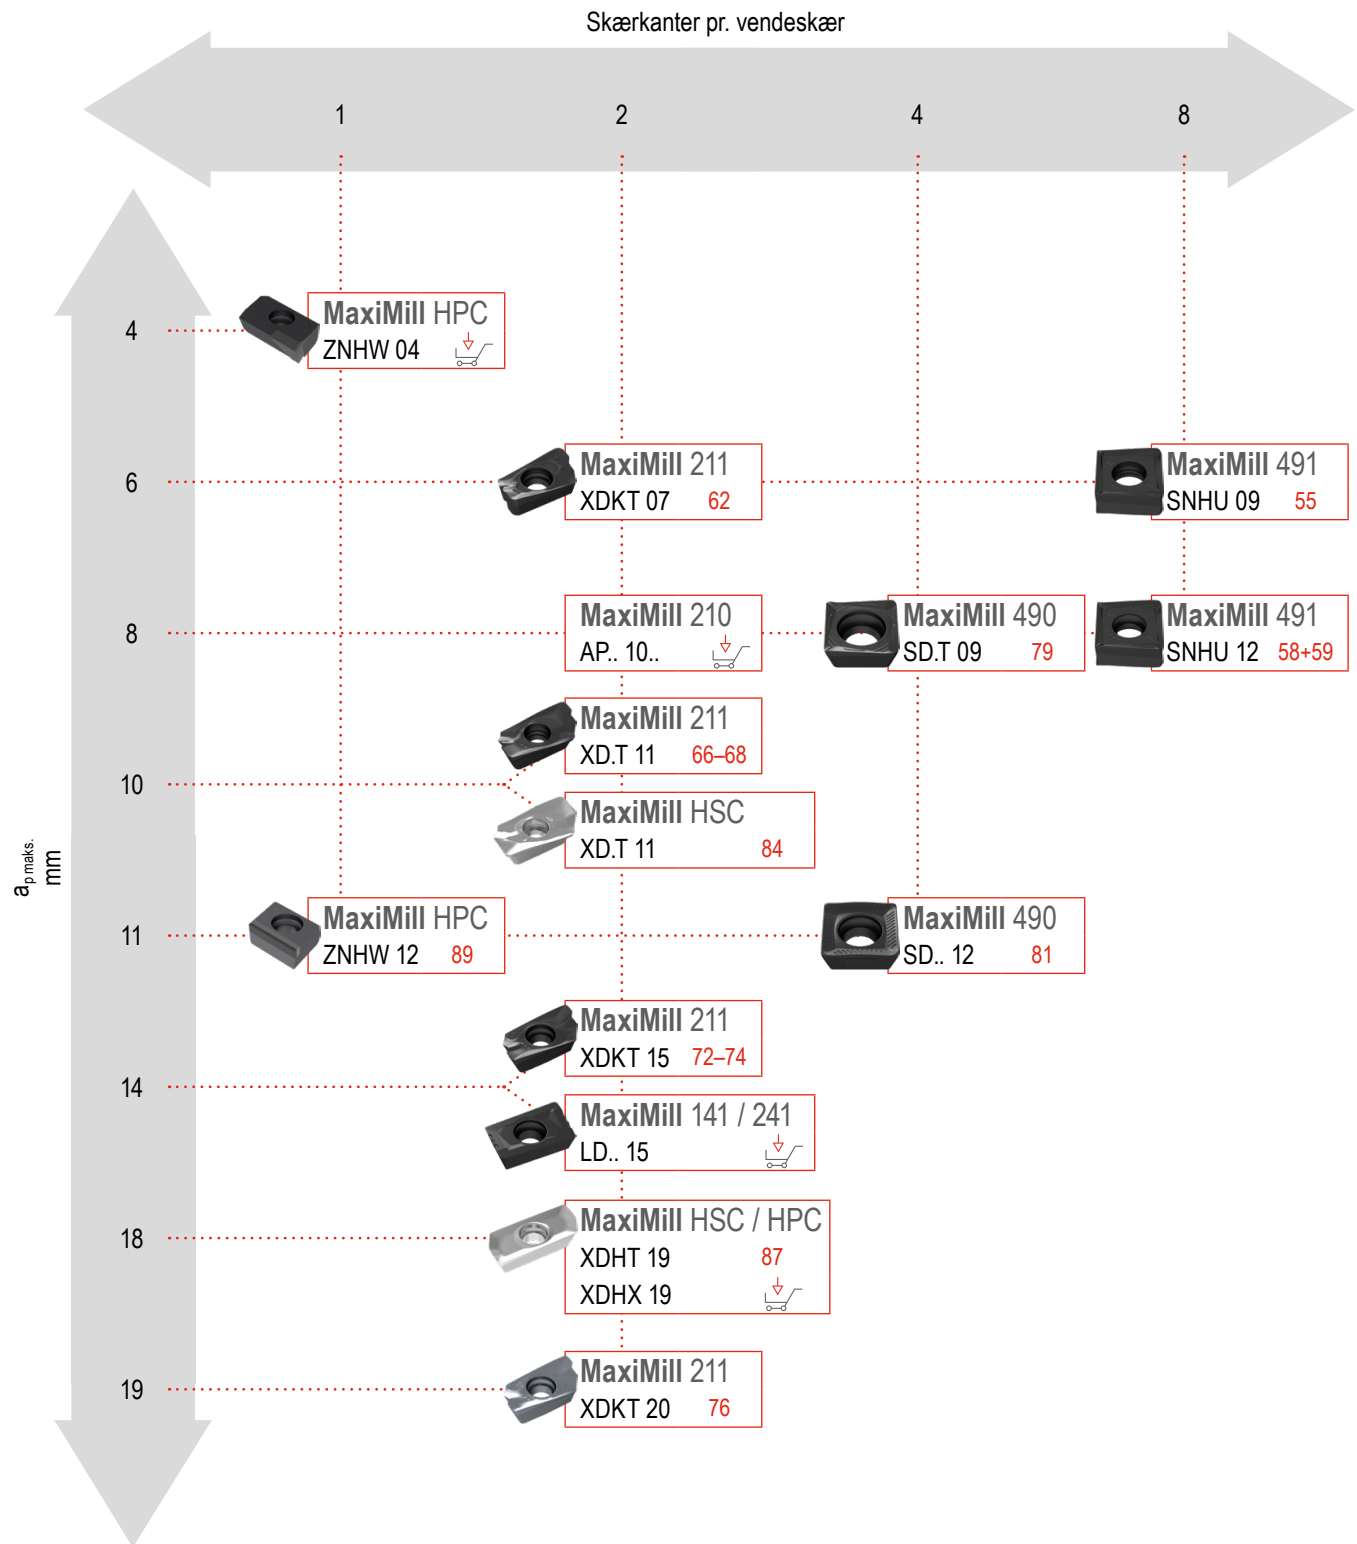 Skærkanter pr. vendeskær
1 2 4 8
4
MaxiMill HPC
ZNHW 04
6
MaxiMill 211
XDKT 07 62
MaxiMill 491
SNHU 09 55
8
MaxiMill 210
AP.. 10..
MaxiMill 490
SD.T 09 79
MaxiMill 491
SNHU 12 58+59
10
MaxiMill 211
XD.T 11 66–68
MaxiMill HSC
XD.T 11 84
ap maks.
mm
11
MaxiMill HPC
ZNHW 12 89
MaxiMill 490
SD.. 12 81
14
MaxiMill 211
XDKT 15 72–74
MaxiMill 141 / 241
LD.. 15
18
MaxiMill HSC / HPC
XDHT 19 87
XDHX 19
19
MaxiMill 211
XDKT 20 76